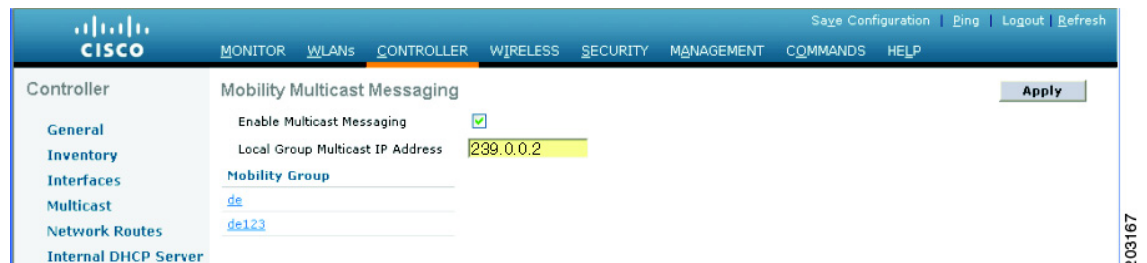 Save Configuration | Ping | Logout | Refresh
CISCO
MONITOR WLANs CONTROLLER WIRELESS SECURITY MANAGEMENT COMMANDS HELP
Controller
General
Inventory
Interfaces
Multicast
Network Routes
Internal DHCP Server
Mobility Multicast Messaging
Apply
Enable Multicast Messaging
Local Group Multicast IP Address 239.0.0.2
Mobility Group
de
de123
203167